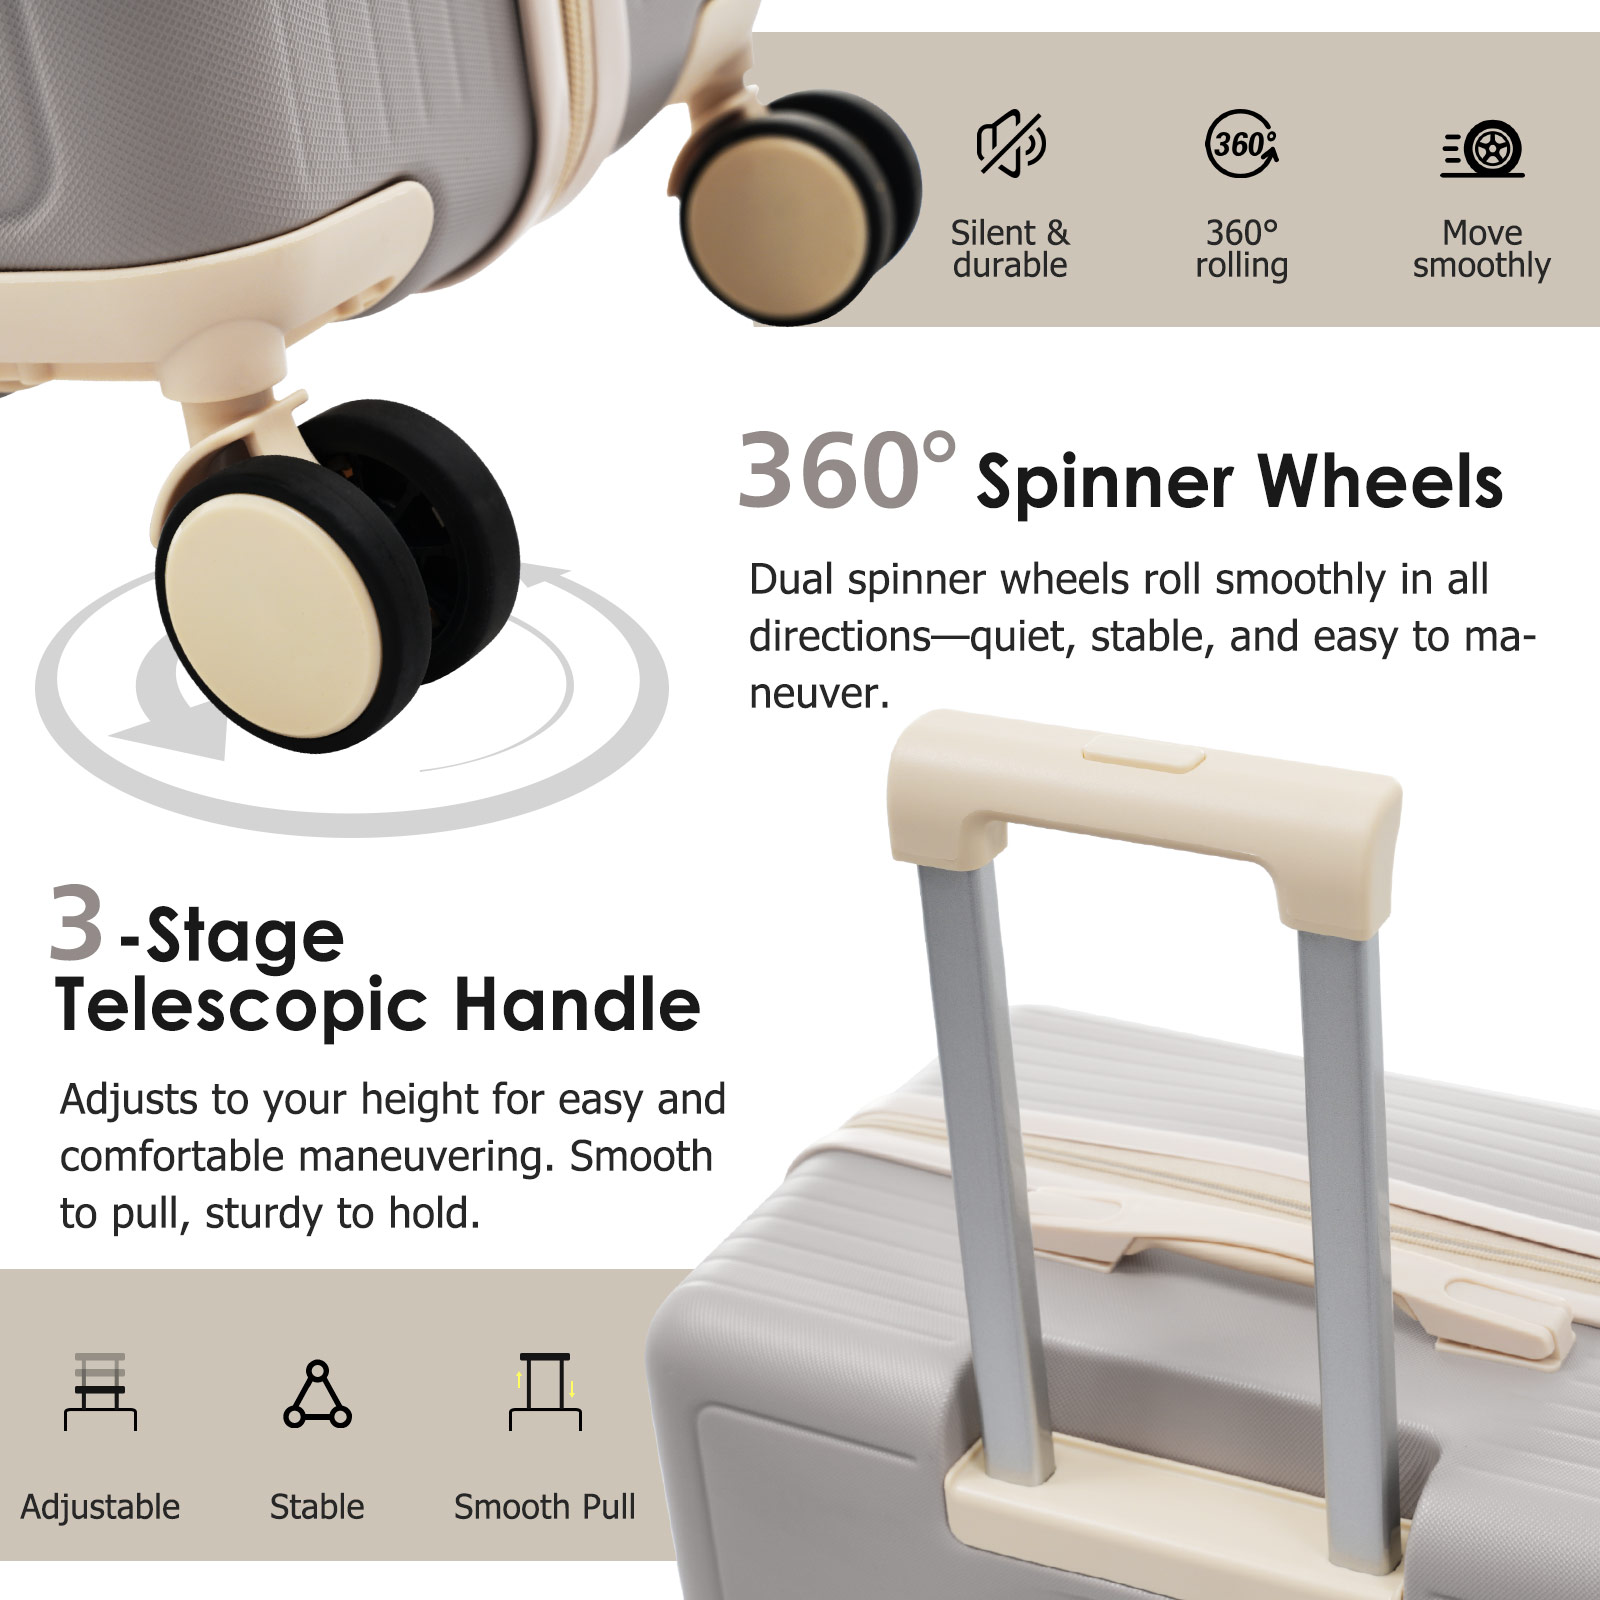 360°
Silent &
durable
360°
rolling
Move
smoothly
360° Spinner Wheels
Dual spinner wheels roll smoothly in all
directions—quiet, stable, and easy to ma-
neuver.
3-Stage
Telescopic Handle
Adjusts to your height for easy and
comfortable maneuvering. Smooth
to pull, sturdy to hold.
Adjustable
Stable
Smooth Pull